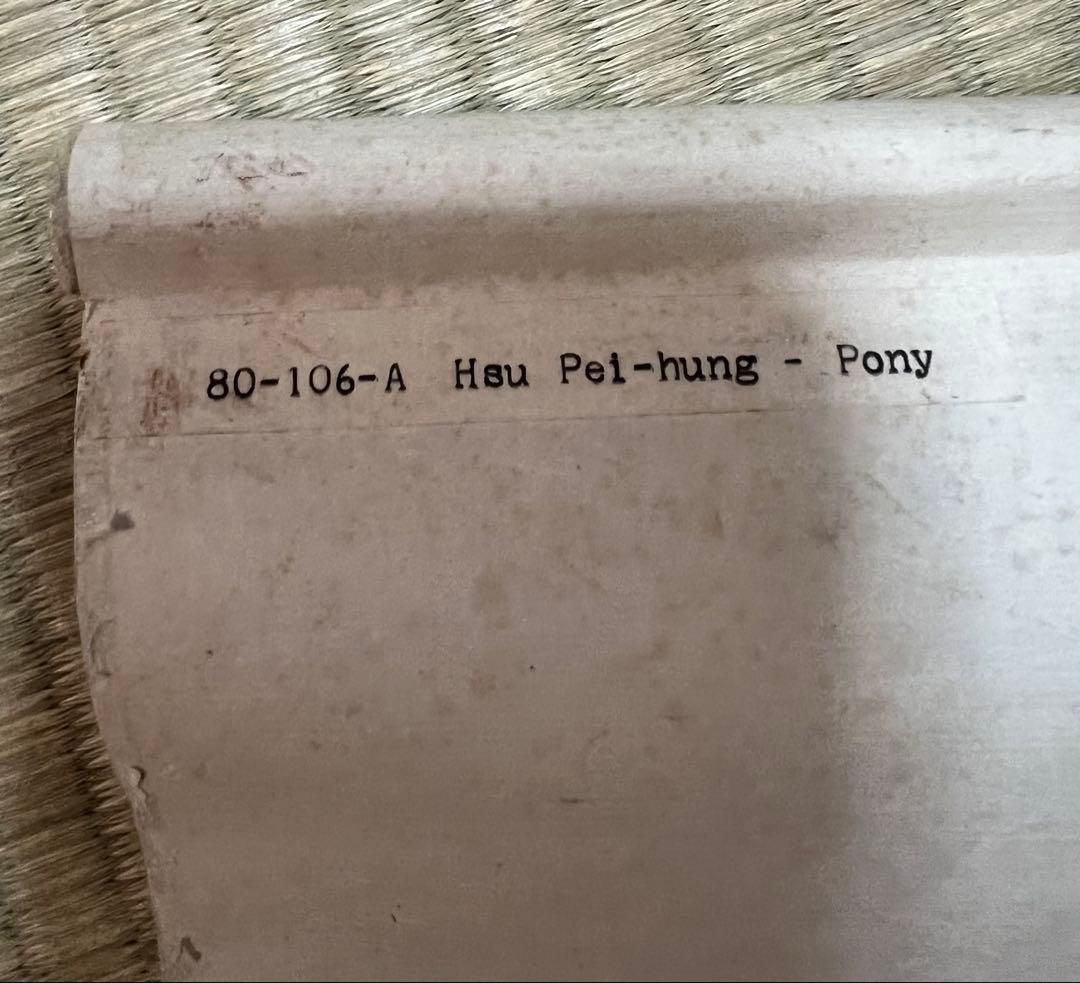 80-106-A Hsu Pei-hung - Pony